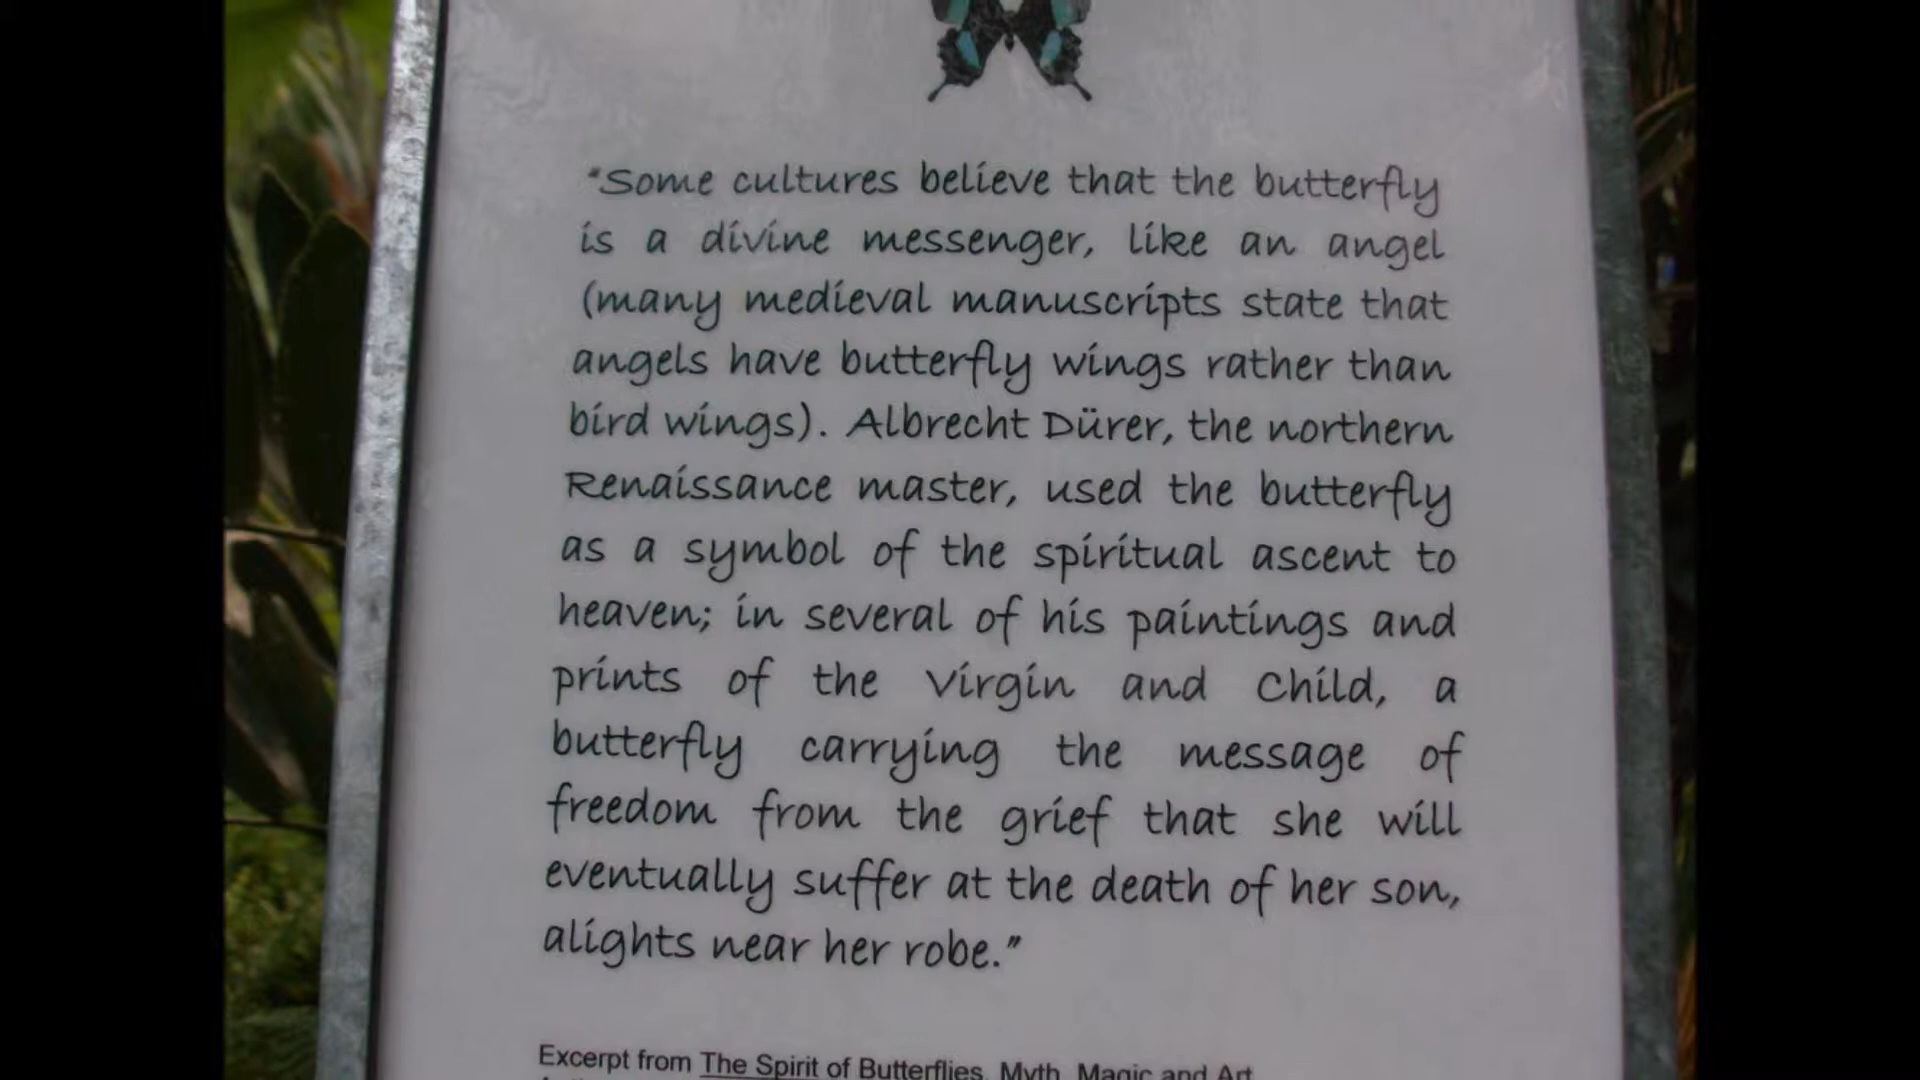 “Some cultures believe that the butterfly
is a divine messenger, like an angel
(many medieval manuscripts state that
angels have butterfly wings rather than
bird wings). Albrecht Dürer, the northern
Renaissance master, used the butterfly
as a symbol of the spiritual ascent to
heaven; in several of his paintings and
prints of the Virgin and Child, a
butterfly carrying the message of
freedom from the grief that she will
eventually suffer at the death of her son,
alights near her robe.”
Excerpt from The Spirit of Butterflies, Myth, Magic and Art